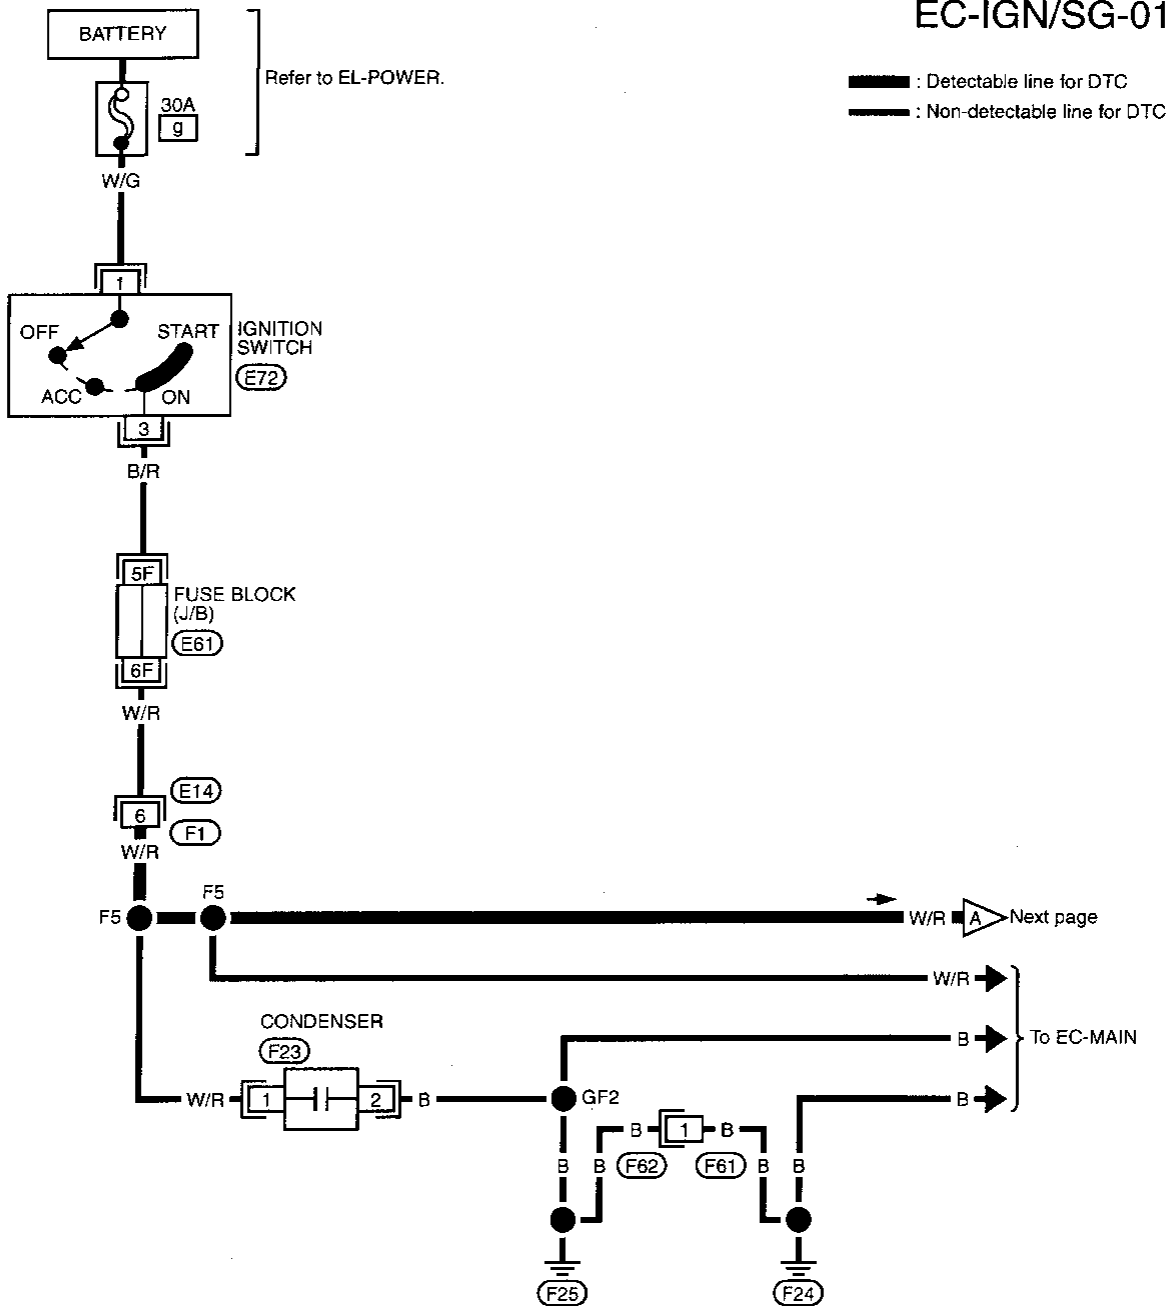 EC-IGN/SG-01
BATTERY
Refer to EL-POWER.
: Detectable line for DTC
: Non-detectable line for DTC
30A
g
W/G
1
OFF
START
ACC
ON
IGNITION
SWITCH
E72
3
B/R
5F
FUSE BLOCK
(J/B)
E61
6F
W/R
E14
6
F1
W/R
F5
F5
W/R
A
Next page
W/R
To EC-MAIN
B
B
CONDENSER
F23
W/R
1
2
B
GF2
B
1
B
B
B
F62
F61
B
B
F25
F24